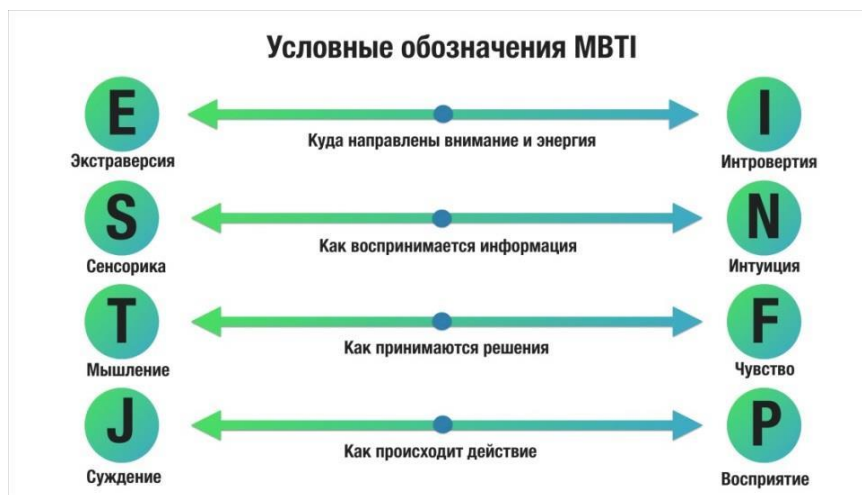 Условные обозначения MBTI
E
I
Куда направлены внимание и энергия
Экстраверсия
Интровертия
S
N
Как воспринимается информация
Сенсорика
Интуиция
T
F
Как принимаются решения
Мышление
Чувство
J
P
Как происходит действие
Суждение
Восприятие